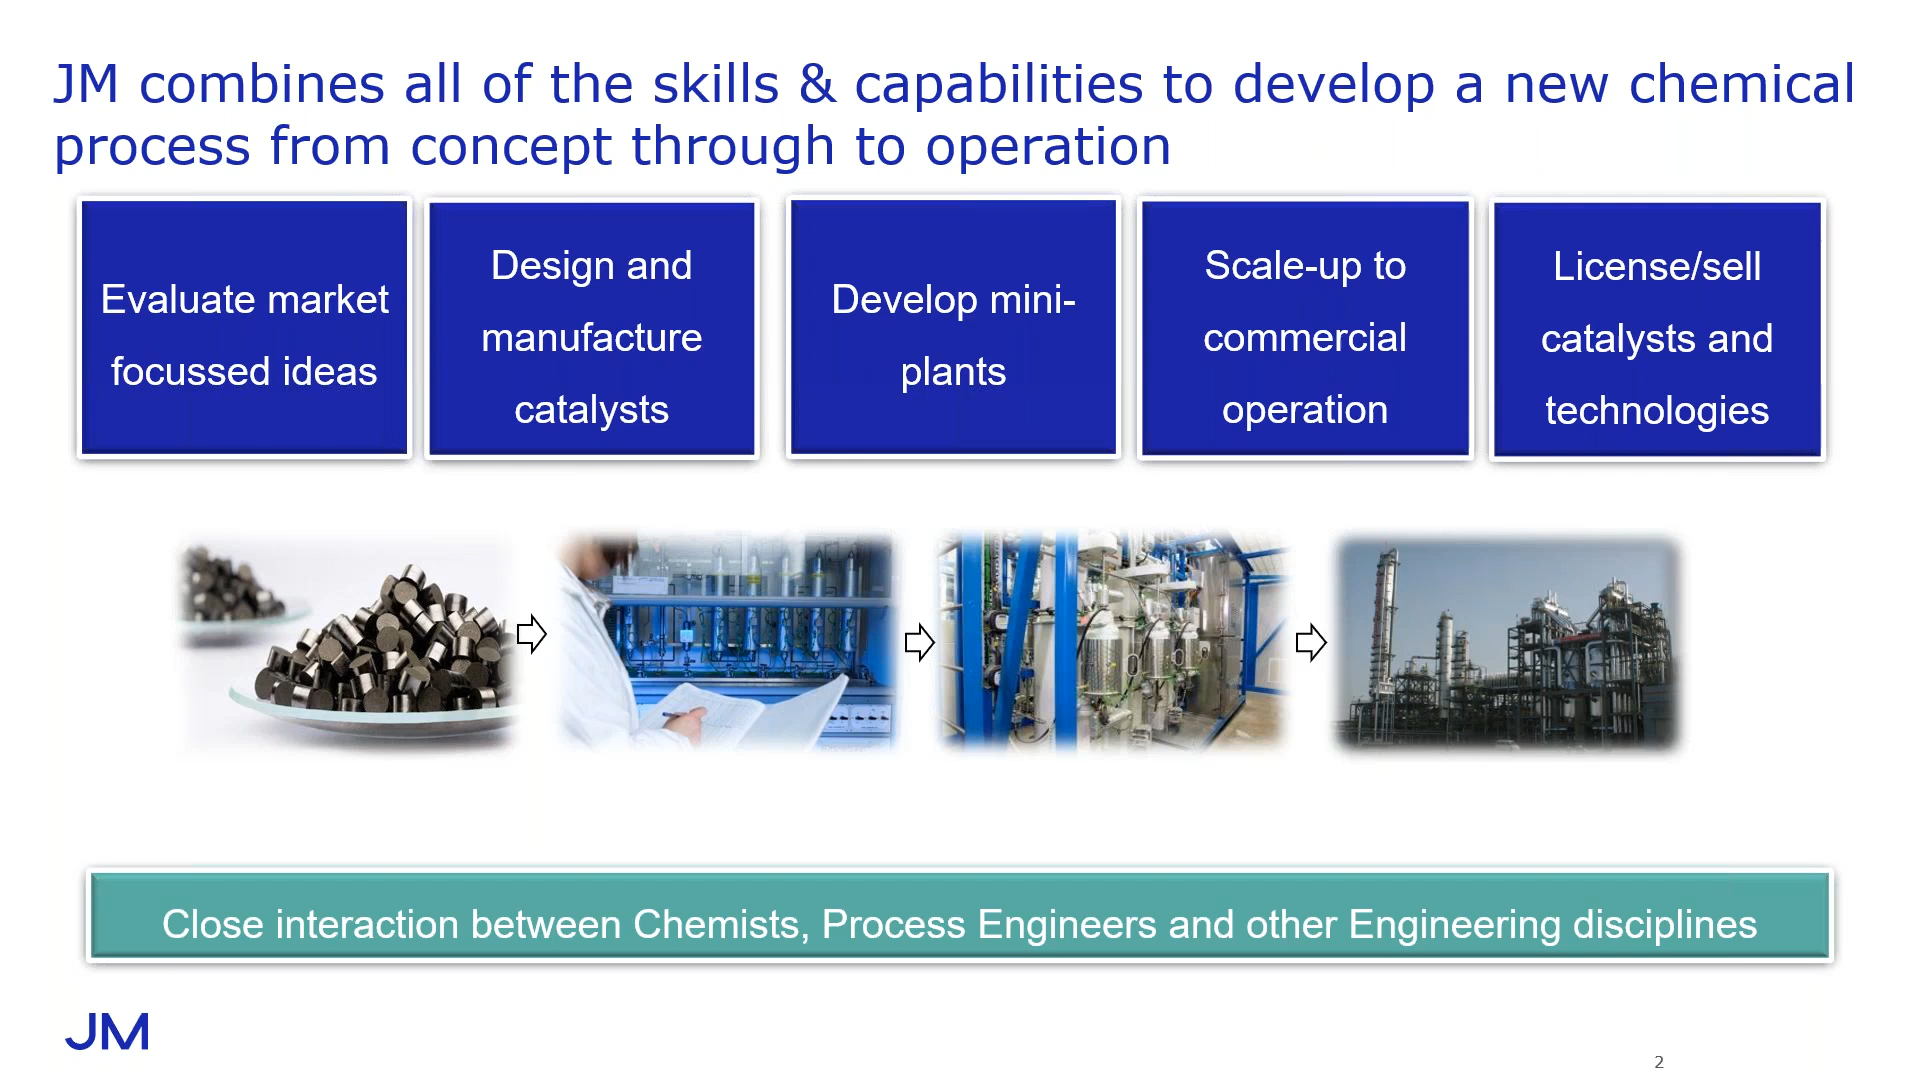 JM combines all of the skills & capabilities to develop a new chemical
process from concept through to operation
Evaluate market
focussed ideas
Design and
manufacture
catalysts
Develop mini-
plants
Scale-up to
commercial
operation
License/sell
catalysts and
technologies
Close interaction between Chemists, Process Engineers and other Engineering disciplines
JM
2